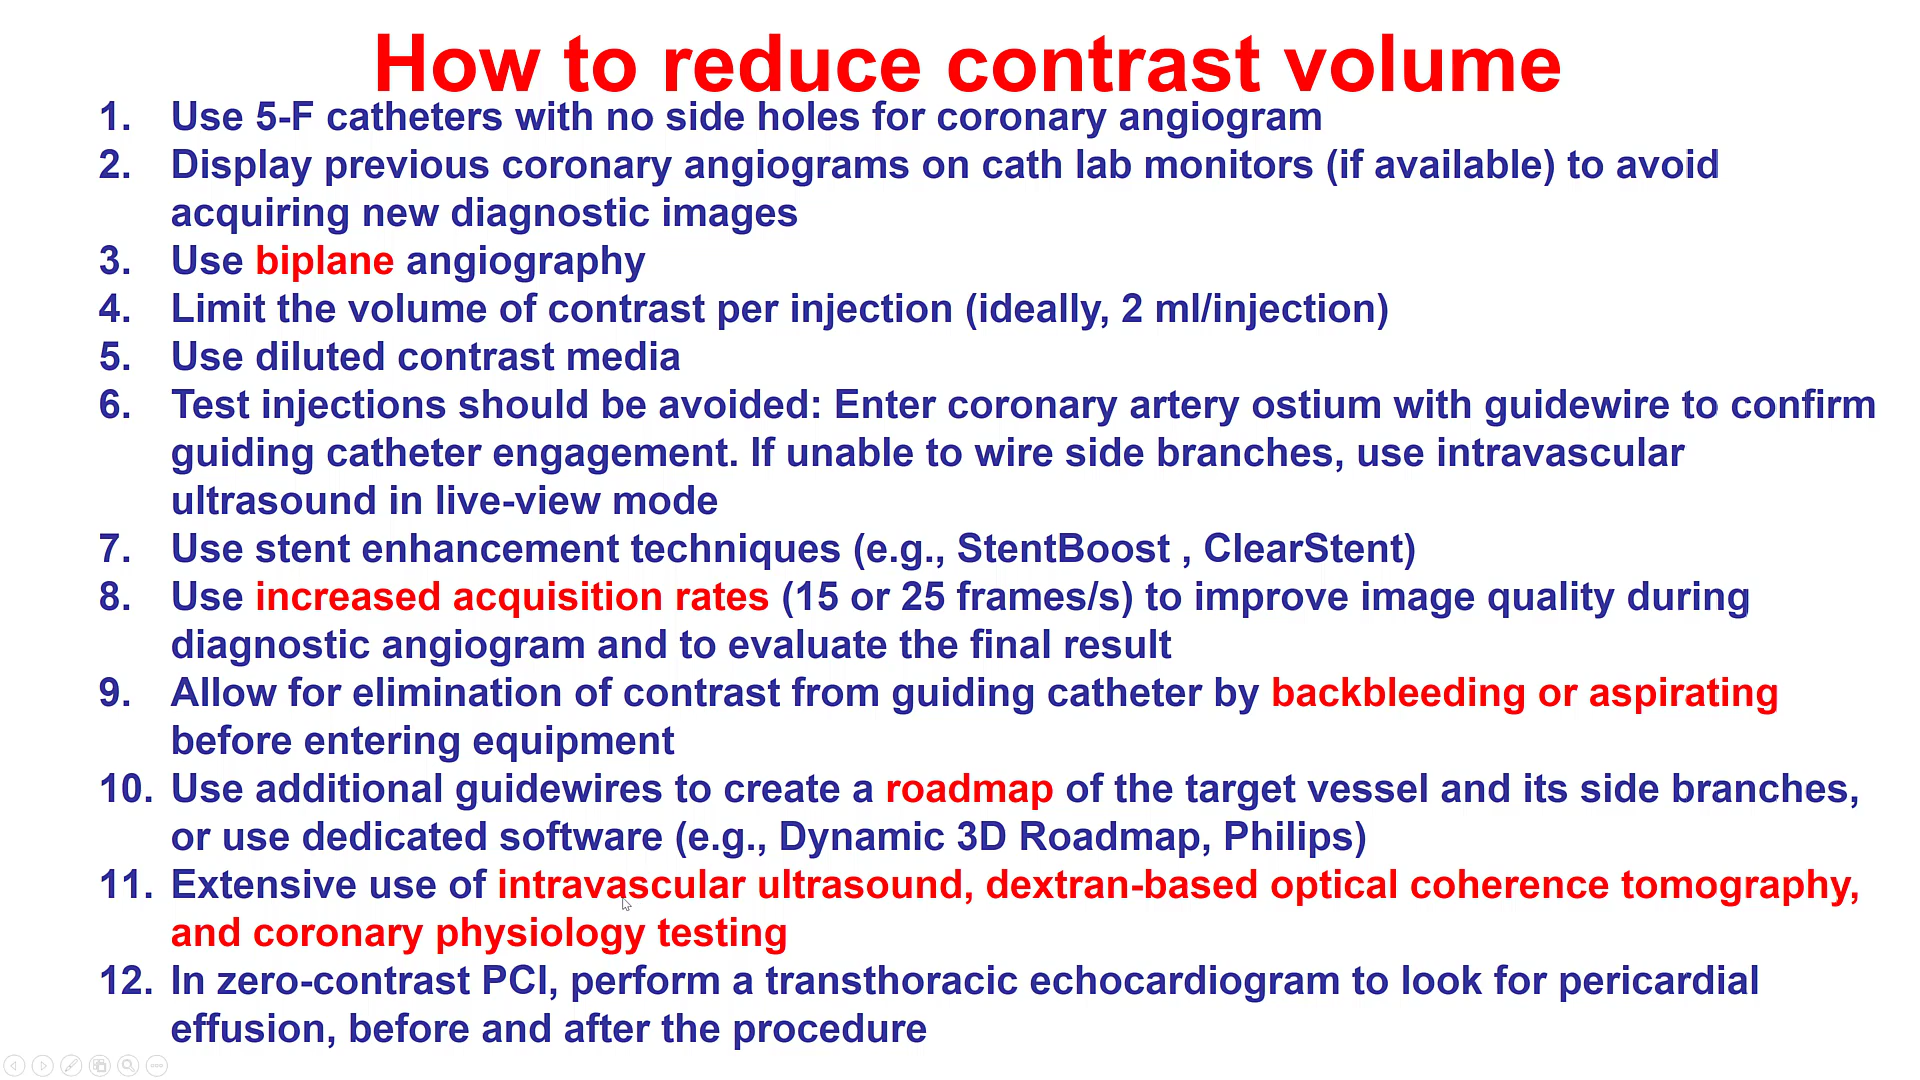 How to reduce contrast volume
1. Use 5-F catheters with no side holes for coronary angiogram
2. Display previous coronary angiograms on cath lab monitors (if available) to avoid
acquiring new diagnostic images
3. Use biplane angiography
4. Limit the volume of contrast per injection (ideally, 2 ml/injection)
5. Use diluted contrast media
6. Test injections should be avoided: Enter coronary artery ostium with guidewire to confirm
guiding catheter engagement. If unable to wire side branches, use intravascular
ultrasound in live-view mode
7. Use stent enhancement techniques (e.g., StentBoost , ClearStent)
8. Use increased acquisition rates (15 or 25 frames/s) to improve image quality during
diagnostic angiogram and to evaluate the final result
9. Allow for elimination of contrast from guiding catheter by backbleeding or aspirating
before entering equipment
10. Use additional guidewires to create a roadmap of the target vessel and its side branches,
or use dedicated software (e.g., Dynamic 3D Roadmap, Philips)
11. Extensive use of intravascular ultrasound, dextran-based optical coherence tomography,
and coronary physiology testing
12. In zero-contrast PCI, perform a transthoracic echocardiogram to look for pericardial
effusion, before and after the procedure